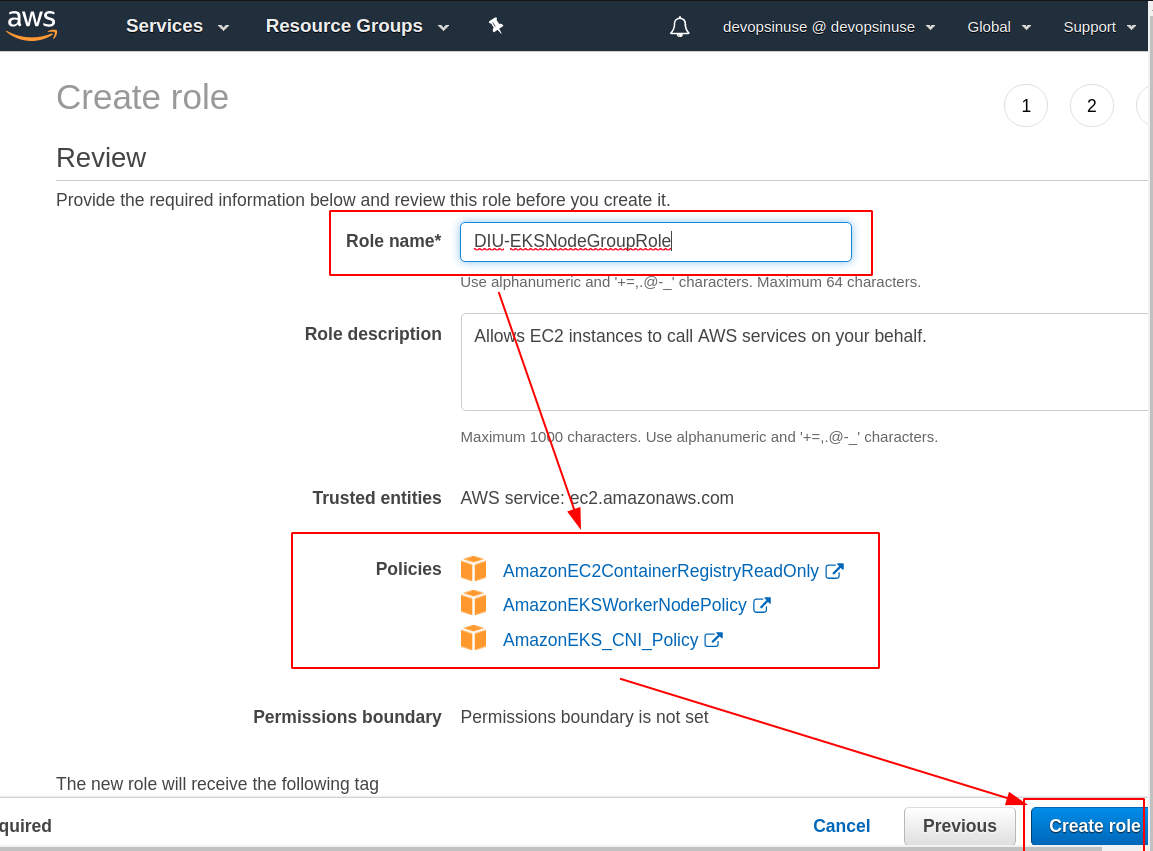 aws Services Resource Groups devopsinuse @ devopsinuse Global Support
Create role
1 2
Review
Provide the required information below and review this role before you create it.
Role name* DIU-EKSNodeGroupRole
Use alphanumeric and '+=,.@-_' characters. Maximum 64 characters.
Role description Allows EC2 instances to call AWS services on your behalf.
Maximum 1000 characters. Use alphanumeric and '+=,.@-_' characters.
Trusted entities AWS service: ec2.amazonaws.com
Policies AmazonEC2ContainerRegistryReadOnly
AmazonEKSWorkerNodePolicy
AmazonEKS_CNI_Policy
Permissions boundary Permissions boundary is not set
The new role will receive the following tag
quired Cancel Previous Create role